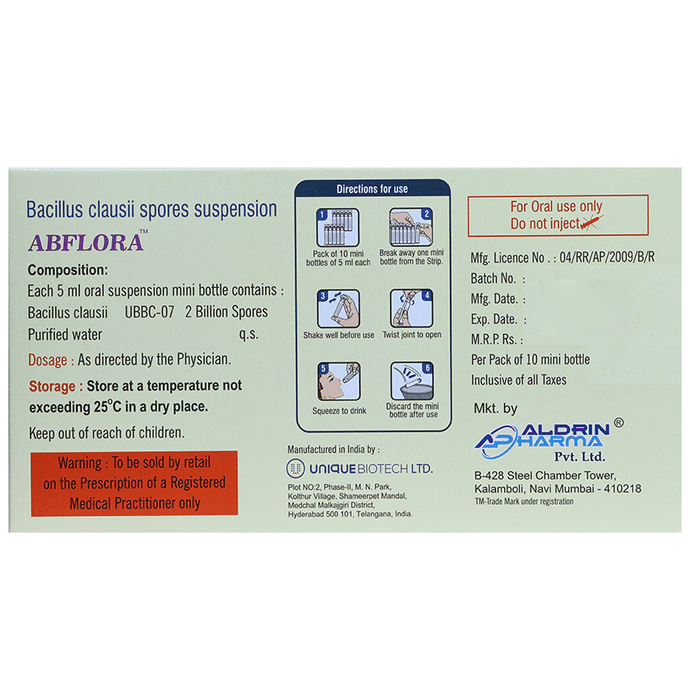 Bacillus clausii spores suspension
ABFLORA™
Composition:
Each 5 ml oral suspension mini bottle contains :
Bacillus clausii UBBC-07 2 Billion Spores
Purified water q.s.
Dosage : As directed by the Physician.
Storage : Store at a temperature not
exceeding 25°C in a dry place.
Keep out of reach of children.
Warning : To be sold by retail
on the Prescription of a Registered
Medical Practitioner only
Directions for use
1
Pack of 10 mini
bottles of 5 ml each
2
Break away one mini
bottle from the Strip.
3
Shake well before use
4
Twist joint to open
5
Squeeze to drink
6
Discard the mini
bottle after use
Manufactured in India by :
UNIQUEBIOTECH LTD.
Plot NO:2, Phase-II, M. N. Park,
Kolthur Village, Shameerpet Mandal,
Medchal Malkajgiri District,
Hyderabad 500 101, Telangana, India.
For Oral use only
Do not inject
Mfg. Licence No . : 04/RR/AP/2009/B/R
Batch No. :
Mfg. Date. :
Exp. Date. :
M.R.P. Rs. :
Per Pack of 10 mini bottle
Inclusive of all Taxes
Mkt. by
ALDRIN ®
PHARMA
Pvt. Ltd.
B-428 Steel Chamber Tower,
Kalamboli, Navi Mumbai - 410218
TM-Trade Mark under registration